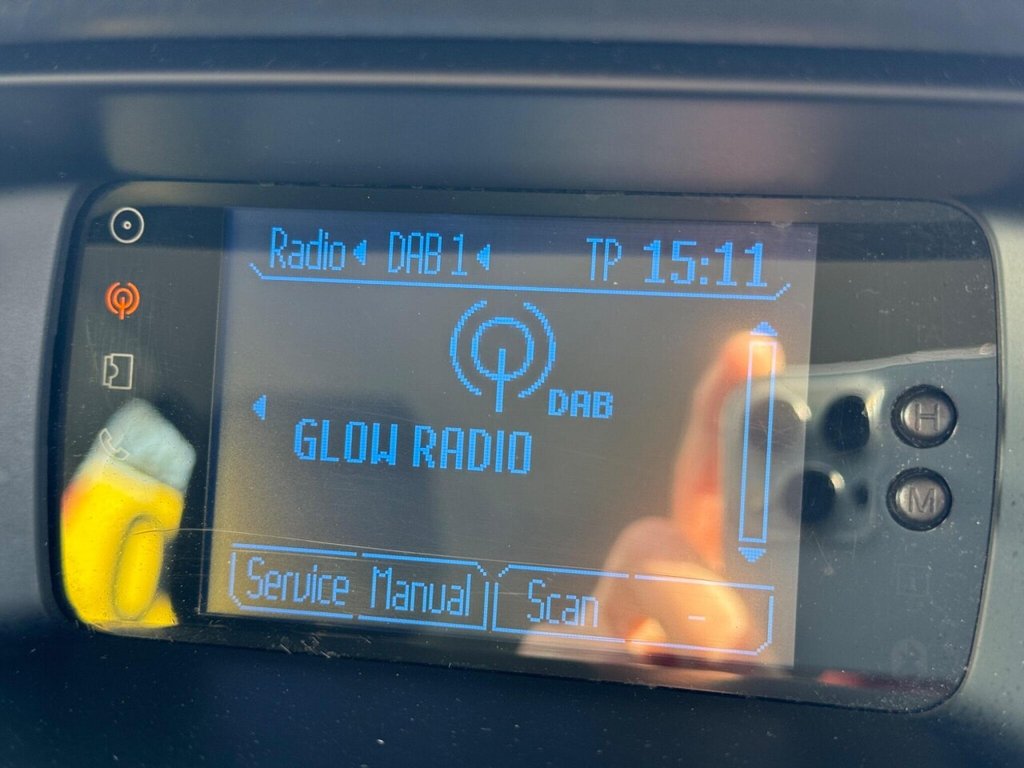 Radio DAB 1 TP 15:11
DAB
GLOW RADIO
H
M
Service Manual Scan -